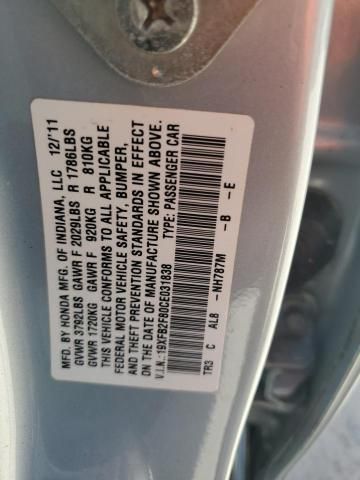 MFD. BY HONDA MFG. OF INDIANA, LLC 12/'11
GVWR 3792LBS GAWR F 2029LBS R 1786LBS
GVWR 1720KG GAWR F 920KG R 810KG
THIS VEHICLE CONFORMS TO ALL APPLICABLE
FEDERAL MOTOR VEHICLE SAFETY, BUMPER,
AND THEFT PREVENTION STANDARDS IN EFFECT
ON THE DATE OF MANUFACTURE SHOWN ABOVE.
V.I.N.: 19XFB2F80CE031838 TYPE: PASSENGER CAR
TR3 C AL8 -NH787M -B -E